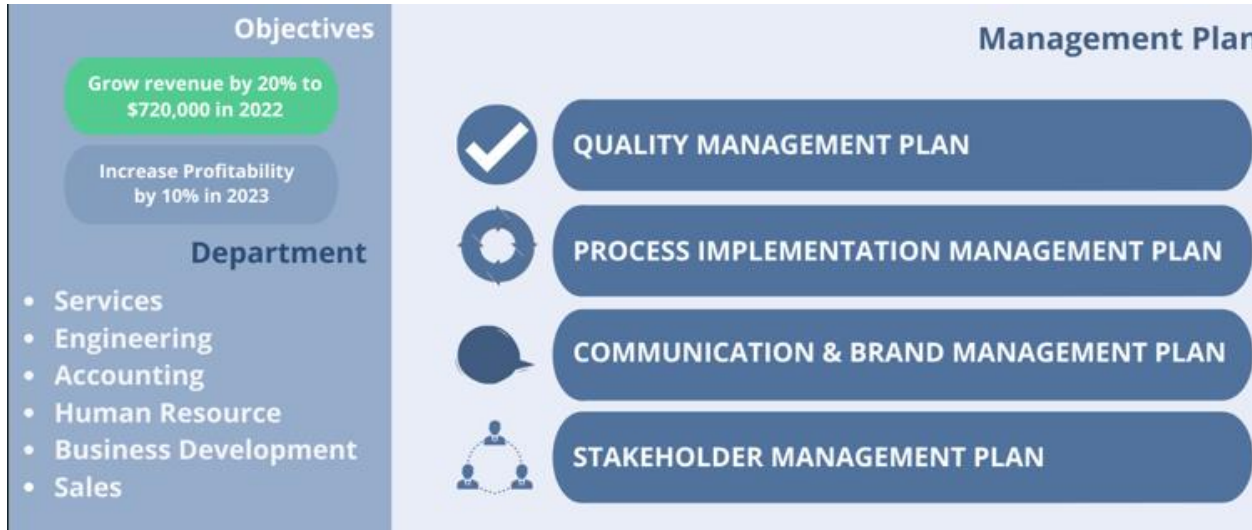 Objectives
Grow revenue by 20% to
$720,000 in 2022
Increase Profitability
by 10% in 2023
Department
• Services
• Engineering
• Accounting
• Human Resource
• Business Development
• Sales
Management Plan
QUALITY MANAGEMENT PLAN
PROCESS IMPLEMENTATION MANAGEMENT PLAN
COMMUNICATION & BRAND MANAGEMENT PLAN
STAKEHOLDER MANAGEMENT PLAN